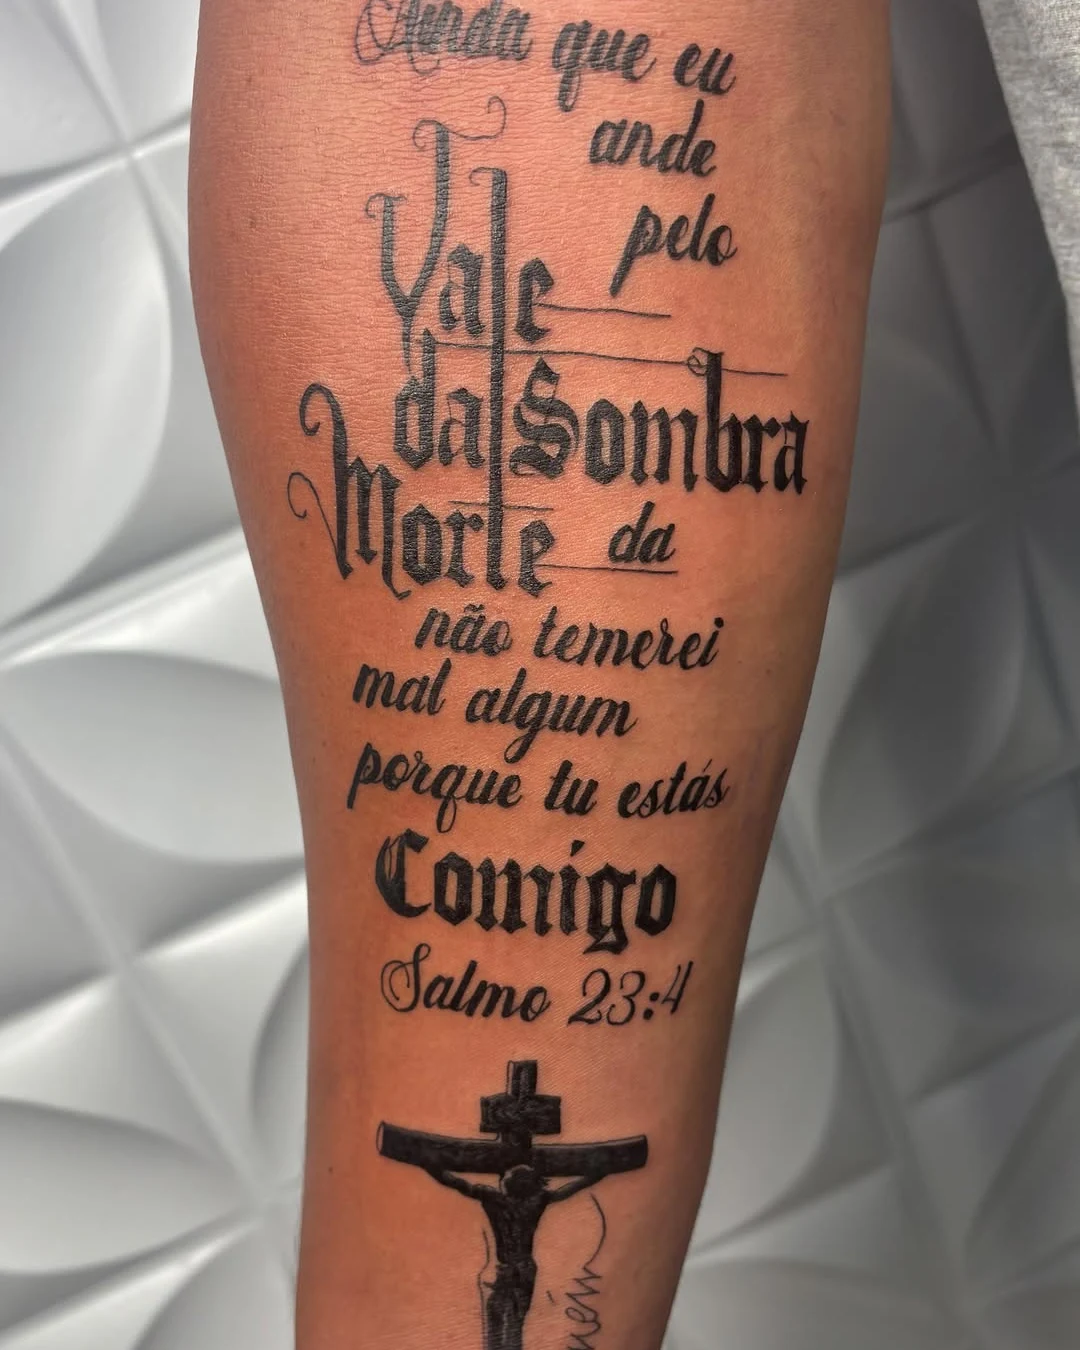 Ainda que eu
ande
pelo
Vale
da Sombra
Morte da
não temerei
mal algum
porque tu estás
Comigo
Salmo 23:4